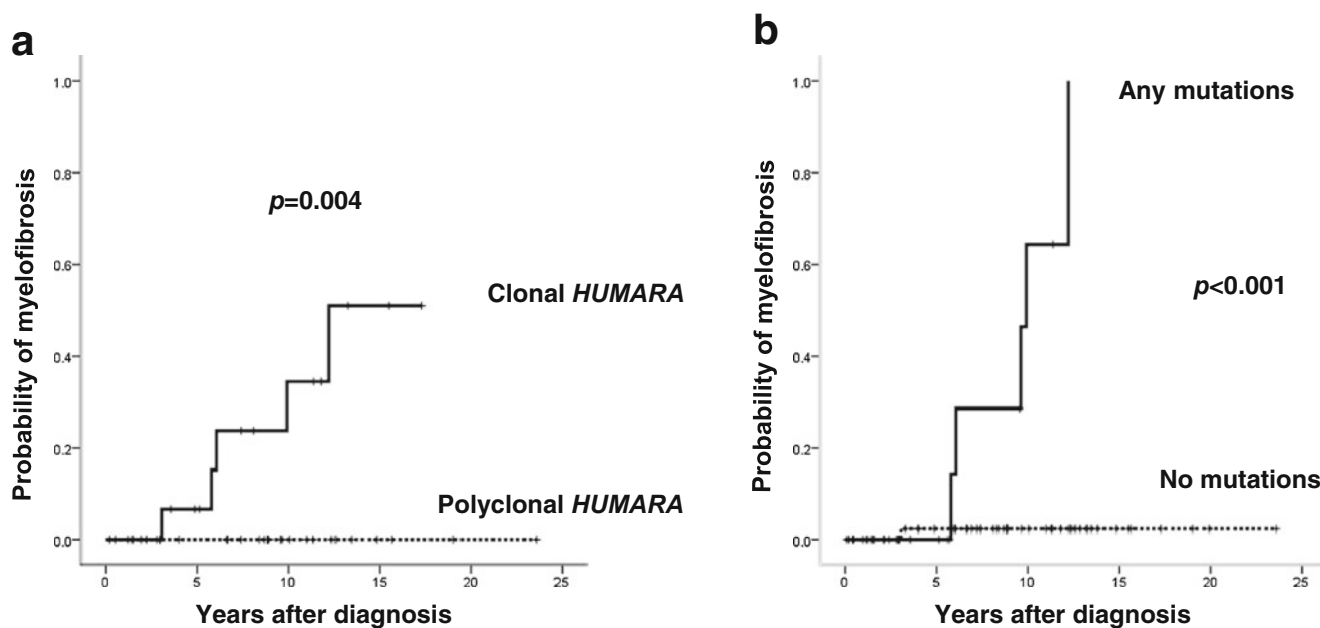 a
Probability of myelofibrosis
1.0
0.8
0.6
0.4
0.2
0.0
p=0.004
Clonal HUMARA
Polyclonal HUMARA
0 5 10 15 20 25
Years after diagnosis
b
Probability of myelofibrosis
1.0
0.8
0.6
0.4
0.2
0.0
Any mutations
p<0.001
No mutations
0 5 10 15 20 25
Years after diagnosis